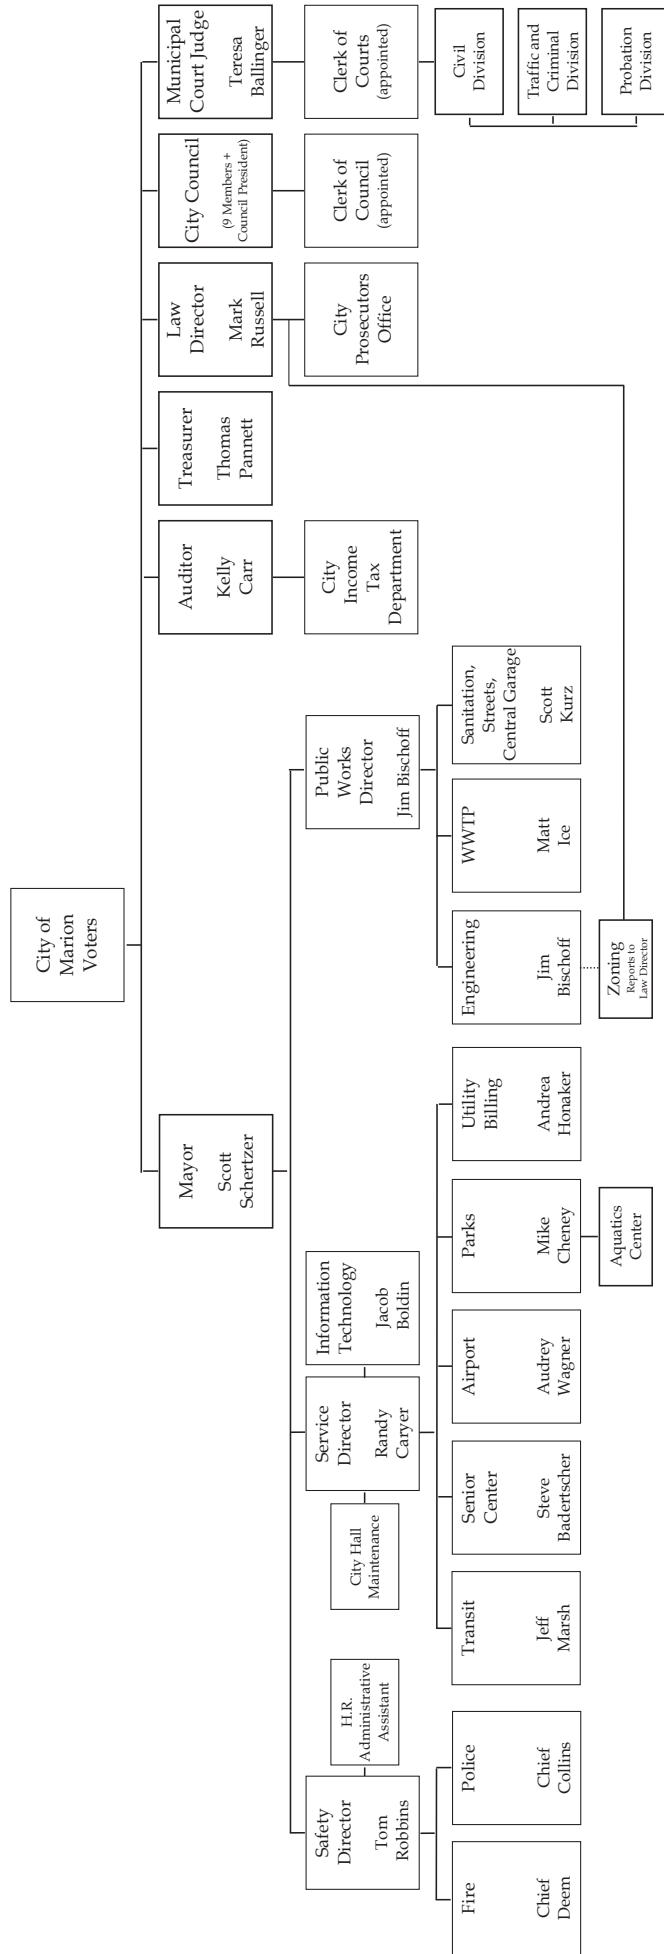 City of
Marion
Voters
Mayor
Scott
Schertzer
Auditor
Kelly
Carr
Treasurer
Thomas
Pannett
Law
Director
Mark
Russell
City Council
(9 Members +
Council President)
Municipal
Court Judge
Teresa
Ballinger
Safety
Director
Tom
Robbins
H.R.
Administrative
Assistant
City Hall
Maintenance
Service
Director
Randy
Caryer
Information
Technology
Jacob
Boldin
Public
Works
Director
Jim Bischoff
City
Income
Tax
Department
City
Prosecutors
Office
Clerk of
Council
(appointed)
Clerk of
Courts
(appointed)
Fire
Chief
Deem
Police
Chief
Collins
Transit
Jeff
Marsh
Senior
Center
Steve
Badertscher
Airport
Audrey
Wagner
Parks
Mike
Cheney
Utility
Billing
Andrea
Honaker
Engineering
Jim
Bischoff
WWTP
Matt
Ice
Sanitation,
Streets,
Central Garage
Scott
Kurz
Civil
Division
Traffic and
Criminal
Division
Probation
Division
Aquatics
Center
Zoning
Reports to
Law Director